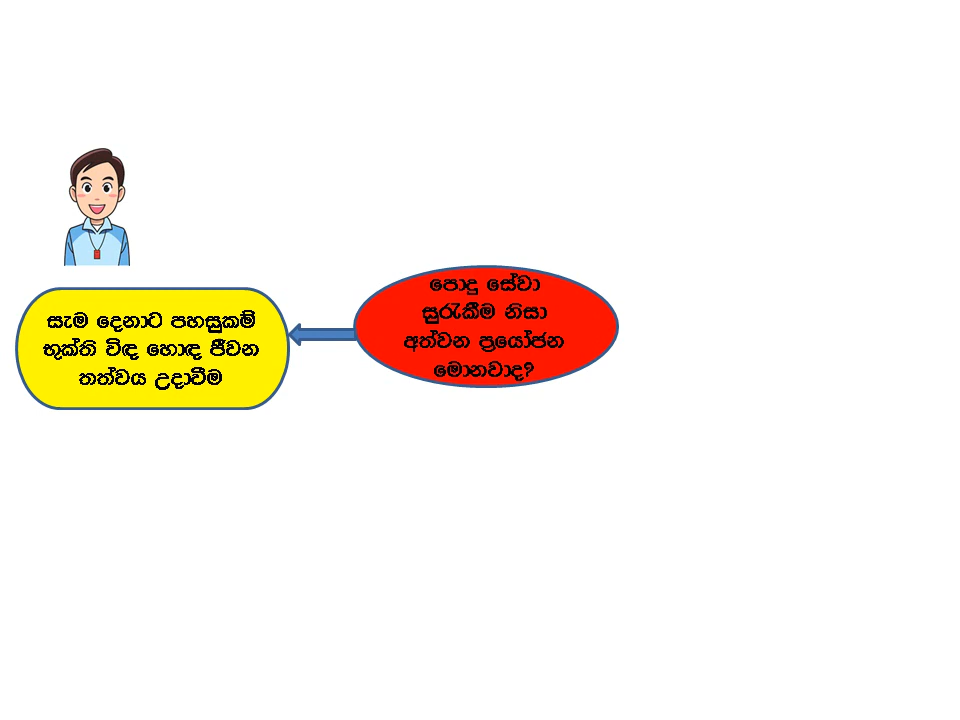 පොදු සේවා
සුරැකීම නිසා
අත්වන ප්‍රයෝජන
මොනවාද?
සැම දෙනාට පහසුකම්
භුක්ති විඳ හොඳ ජීවන
තත්වය උදාවීම